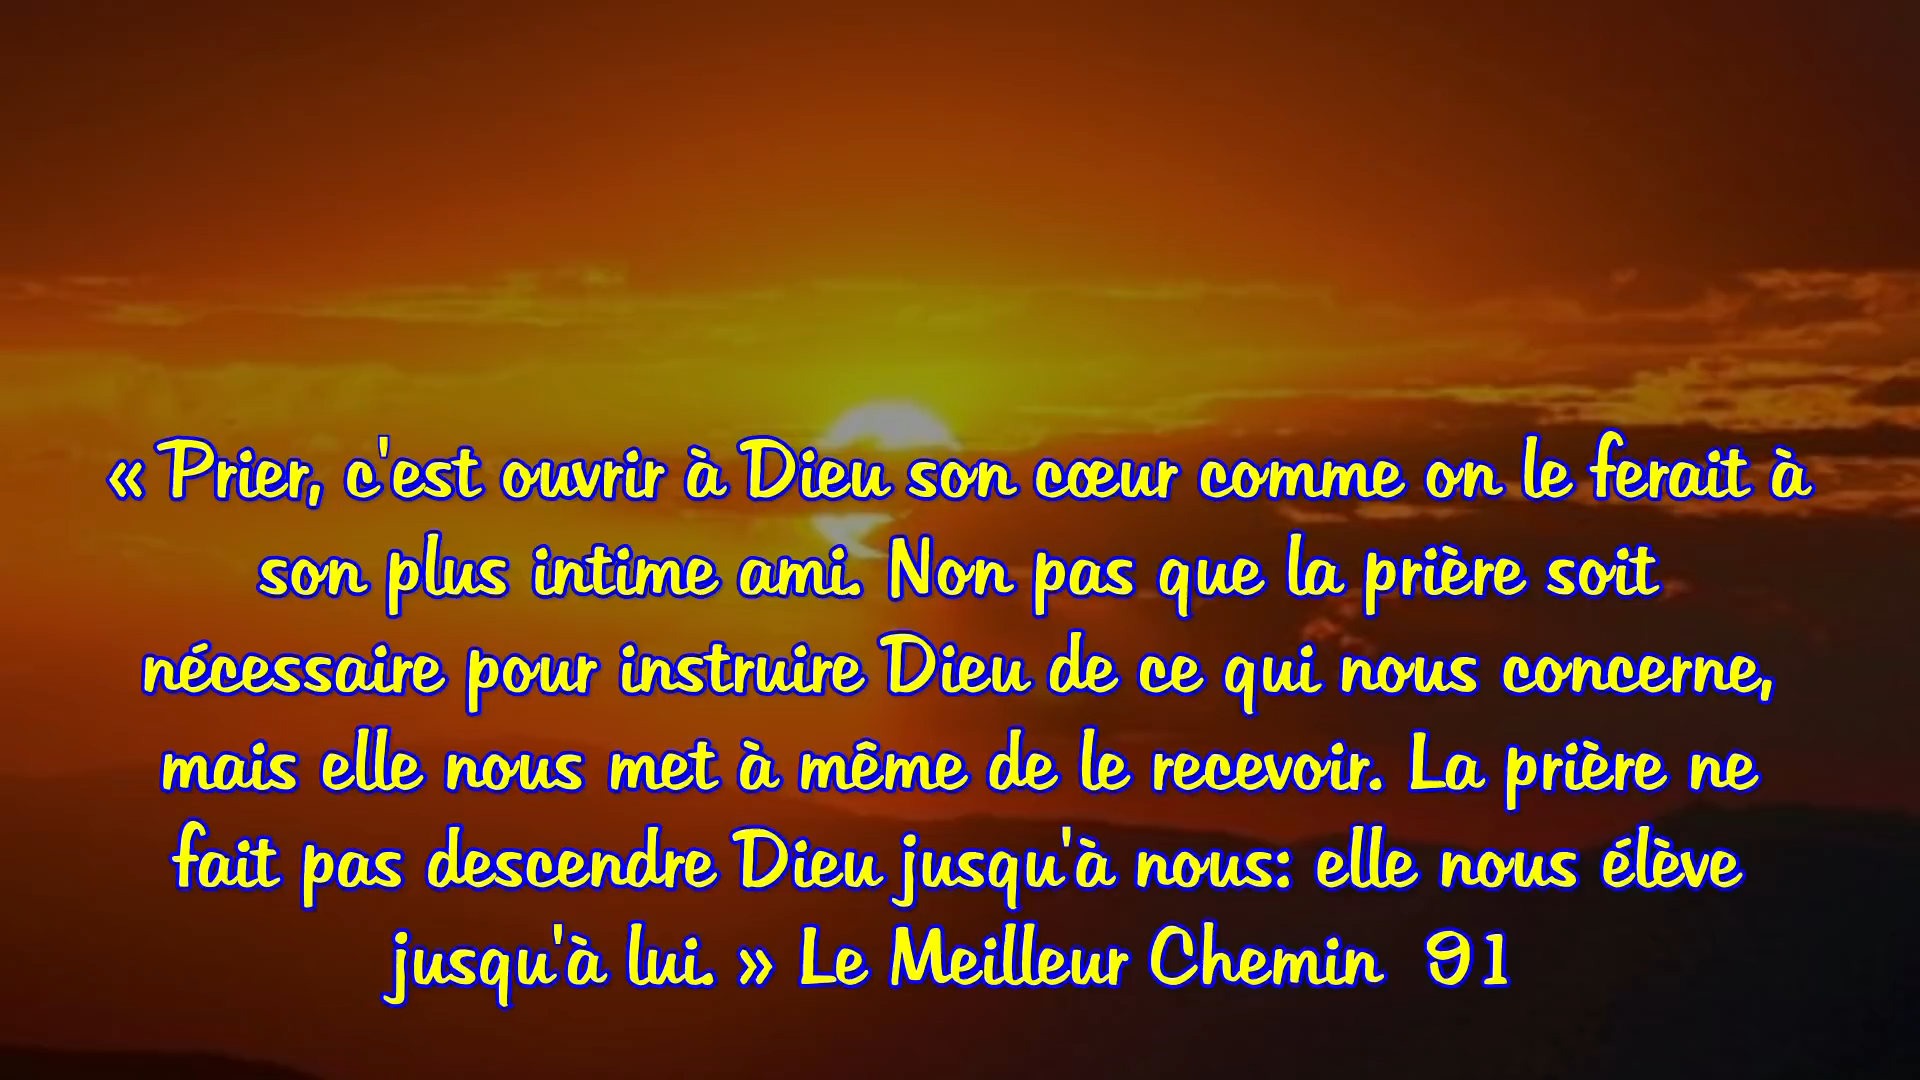 « Prier, c'est ouvrir à Dieu son cœur comme on le ferait à
son plus intime ami. Non pas que la prière soit
nécessaire pour instruire Dieu de ce qui nous concerne,
mais elle nous met à même de le recevoir. La prière ne
fait pas descendre Dieu jusqu'à nous: elle nous élève
jusqu'à lui. » Le Meilleur Chemin 91